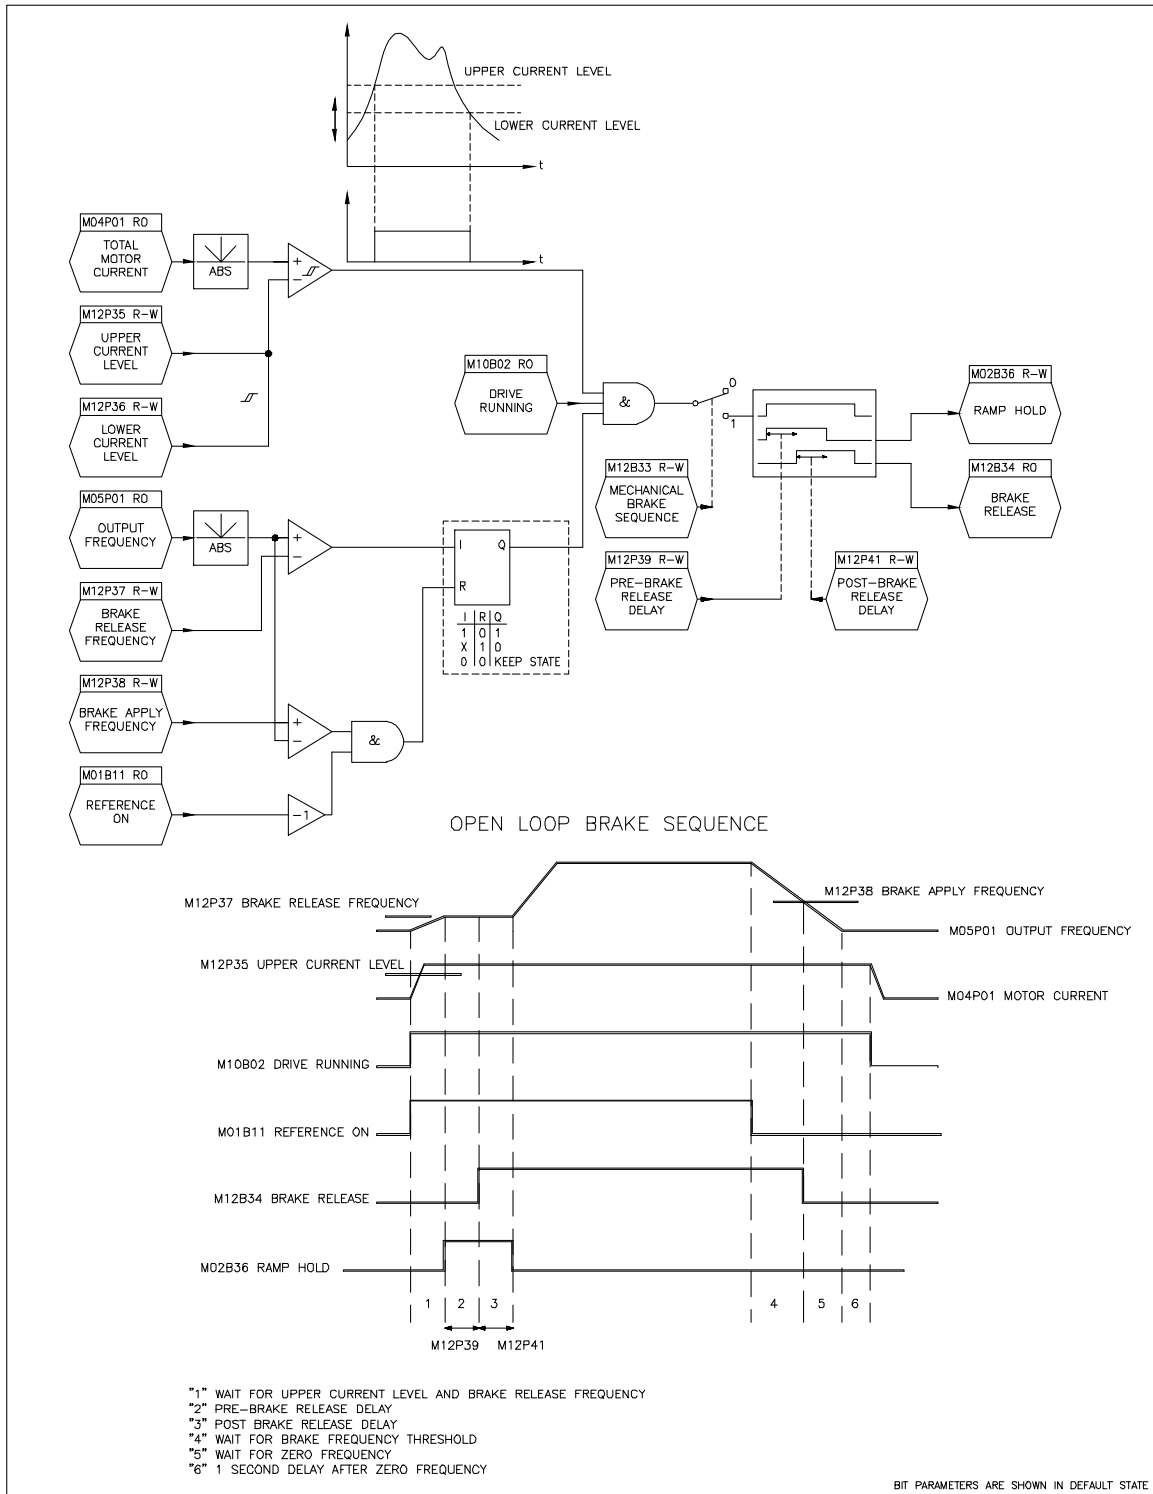 UPPER CURRENT LEVEL
LOWER CURRENT LEVEL
t
t
M04P01 RO
TOTAL
MOTOR
CURRENT
ABS
+
−
M12P35 R-W
UPPER
CURRENT
LEVEL
M12P36 R-W
LOWER
CURRENT
LEVEL
M10B02 RO
DRIVE
RUNNING
&
0
1
M02B36 R-W
RAMP HOLD
M12B34 RO
BRAKE
RELEASE
M12B33 R-W
MECHANICAL
BRAKE
SEQUENCE
M12P39 R-W
PRE-BRAKE
RELEASE
DELAY
M12P41 R-W
POST-BRAKE
RELEASE
DELAY
M05P01 RO
OUTPUT
FREQUENCY
ABS
+
−
I Q
R
I R Q
1 0 1
X 1 0
0 0 KEEP STATE
M12P37 R-W
BRAKE
RELEASE
FREQUENCY
M12P38 R-W
BRAKE APPLY
FREQUENCY
+
−
&
M01B11 RO
REFERENCE
ON
−1
OPEN LOOP BRAKE SEQUENCE
M12P37 BRAKE RELEASE FREQUENCY
M12P38 BRAKE APPLY FREQUENCY
M05P01 OUTPUT FREQUENCY
M12P35 UPPER CURRENT LEVEL
M04P01 MOTOR CURRENT
M10B02 DRIVE RUNNING
M01B11 REFERENCE ON
M12B34 BRAKE RELEASE
M02B36 RAMP HOLD
1 2 3 4 5 6
M12P39 M12P41
"1" WAIT FOR UPPER CURRENT LEVEL AND BRAKE RELEASE FREQUENCY
"2" PRE-BRAKE RELEASE DELAY
"3" POST BRAKE RELEASE DELAY
"4" WAIT FOR BRAKE FREQUENCY THRESHOLD
"5" WAIT FOR ZERO FREQUENCY
"6" 1 SECOND DELAY AFTER ZERO FREQUENCY
BIT PARAMETERS ARE SHOWN IN DEFAULT STATE